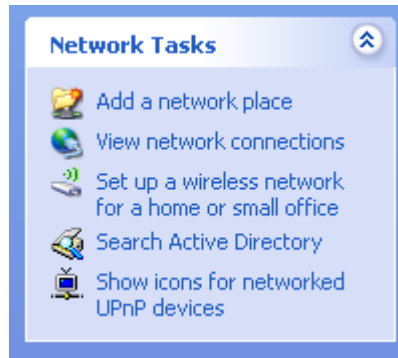 Network Tasks
Add a network place
View network connections
Set up a wireless network
for a home or small office
Search Active Directory
Show icons for networked
UPnP devices